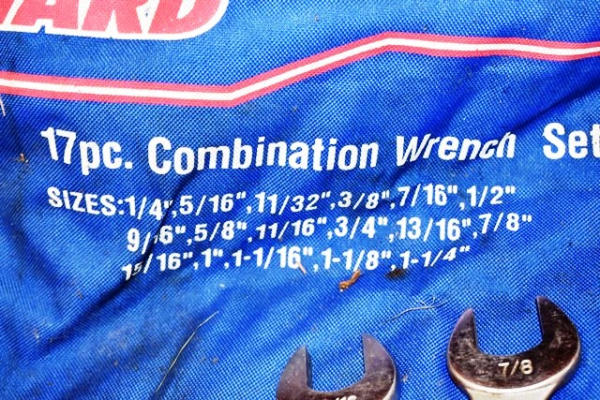 17pc. Combination Wrench Set
SIZES:1/4",5/16",11/32",3/8",7/16",1/2"
9/16",5/8",11/16",3/4",13/16",7/8"
15/16",1",1-1/16",1-1/8",1-1/4"
7/8